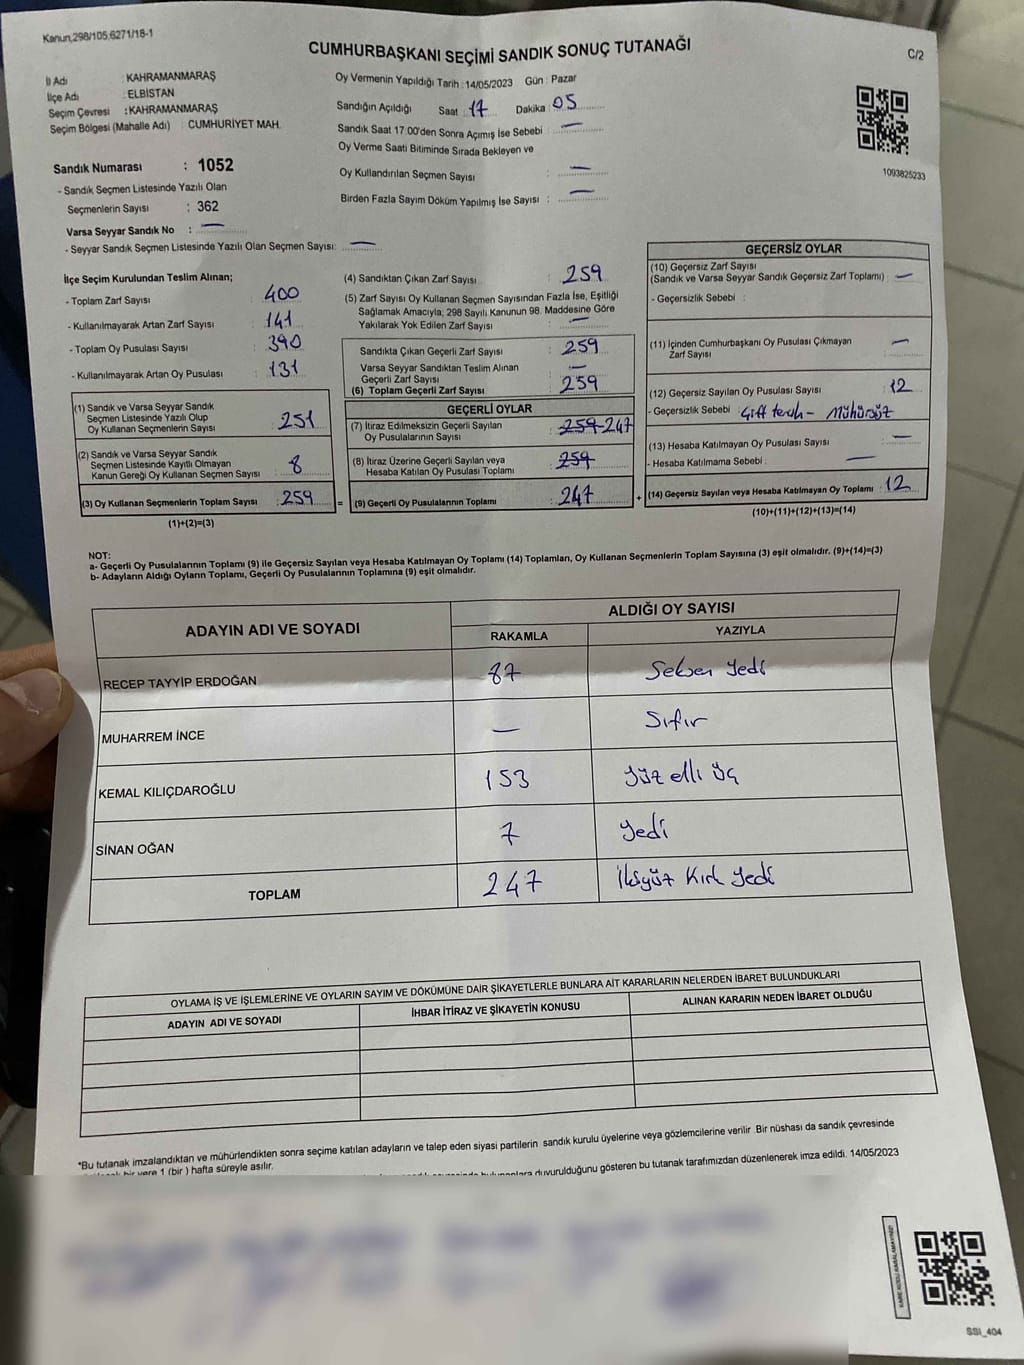 Kanun,298/105,6271/18-1
CUMHURBAŞKANI SEÇİMİ SANDIK SONUÇ TUTANAĞI
C/2
İl Adı : KAHRAMANMARAŞ
İlçe Adı : ELBİSTAN
Seçim Çevresi : KAHRAMANMARAŞ
Seçim Bölgesi (Mahalle Adı) : CUMHURİYET MAH.
Sandık Numarası : 1052
- Sandık Seçmen Listesinde Yazılı Olan
Seçmenlerin Sayısı : 362
Varsa Seyyar Sandık No : —
- Seyyar Sandık Seçmen Listesinde Yazılı Olan Seçmen Sayısı: —
Oy Vermenin Yapıldığı Tarih : 14/05/2023 Gün : Pazar
Sandığın Açıldığı Saat : 17 Dakika : 05
Sandık Saat 17:00'den Sonra Açımış İse Sebebi : —
Oy Verme Saati Bitiminde Sırada Bekleyen ve
Oy Kullandırılan Seçmen Sayısı : —
Birden Fazla Sayım Döküm Yapılmış İse Sayısı : —
1093825233
İlçe Seçim Kurulundan Teslim Alınan;
- Toplam Zarf Sayısı : 400
- Kullanılmayarak Artan Zarf Sayısı : 141
- Toplam Oy Pusulası Sayısı : 390
- Kullanılmayarak Artan Oy Pusulası : 131
(1) Sandık ve Varsa Seyyar Sandık
Seçmen Listesinde Yazılı Olup
Oy Kullanan Seçmenlerin Sayısı : 251
(2) Sandık ve Varsa Seyyar Sandık
Seçmen Listesinde Kayıtlı Olmayan
Kanun Gereği Oy Kullanan Seçmen Sayısı : 8
(3) Oy Kullanan Seçmenlerin Toplam Sayısı : 259
(1)+(2)=(3)
(4) Sandıktan Çıkan Zarf Sayısı : 259
(5) Zarf Sayısı Oy Kullanan Seçmen Sayısından Fazla İse, Eşitliği
Sağlamak Amacıyla; 298 Sayılı Kanunun 98. Maddesine Göre
Yakılarak Yok Edilen Zarf Sayısı : —
Sandıkta Çıkan Geçerli Zarf Sayısı : 259
Varsa Seyyar Sandıktan Teslim Alınan
Geçerli Zarf Sayısı : —
(6) Toplam Geçerli Zarf Sayısı : 259
GEÇERLİ OYLAR
(7) İtiraz Edilmeksizin Geçerli Sayılan
Oy Pusulalarının Sayısı : 259-247
(8) İtiraz Üzerine Geçerli Sayılan veya
Hesaba Katılan Oy Pusulası Toplamı : 259
= (9) Geçerli Oy Pusulalarının Toplamı : 247
GEÇERSİZ OYLAR
(10) Geçersiz Zarf Sayısı
(Sandık ve Varsa Seyyar Sandık Geçersiz Zarf Toplamı) : —
- Geçersizlik Sebebi :
(11) İçinden Cumhurbaşkanı Oy Pusulası Çıkmayan
Zarf Sayısı : —
(12) Geçersiz Sayılan Oy Pusulası Sayısı : 12
- Geçersizlik Sebebi : Çift tercih - Mühürsüz
(13) Hesaba Katılmayan Oy Pusulası Sayısı : —
- Hesaba Katılmama Sebebi : —
+ (14) Geçersiz Sayılan veya Hesaba Katılmayan Oy Toplamı : 12
(10)+(11)+(12)+(13)=(14)
NOT:
a- Geçerli Oy Pusulalarının Toplamı (9) ile Geçersiz Sayılan veya Hesaba Katılmayan Oy Toplamı (14) Toplamları, Oy Kullanan Seçmenlerin Toplam Sayısına (3) eşit olmalıdır. (9)+(14)=(3)
b- Adayların Aldığı Oyların Toplamı, Geçerli Oy Pusulalarının Toplamına (9) eşit olmalıdır.
ADAYIN ADI VE SOYADI
ALDIĞI OY SAYISI
RAKAMLA YAZIYLA
RECEP TAYYİP ERDOĞAN 87 Seksen Yedi
MUHARREM İNCE — Sıfır
KEMAL KILIÇDAROĞLU 153 Yüz elli üç
SİNAN OĞAN 7 Yedi
TOPLAM 247 İkiyüz Kırk Yedi
OYLAMA İŞ VE İŞLEMLERİNE VE OYLARIN SAYIM VE DÖKÜMÜNE DAİR ŞİKAYETLERLE BUNLARA AİT KARARLARIN NELERDEN İBARET BULUNDUKLARI
ADAYIN ADI VE SOYADI İHBAR İTİRAZ VE ŞİKAYETİN KONUSU ALINAN KARARIN NEDEN İBARET OLDUĞU
*Bu tutanak imzalandıktan ve mühürlendikten sonra seçime katılan adayların ve talep eden siyasi partilerin sandık kurulu üyelerine veya gözlemcilerine verilir .Bir nüshası da sandık çevresinde
bir yere 1 (bir ) hafta süreyle asılır.
duyurulduğunu gösteren bu tutanak tarafımızdan düzenlenerek imza edildi. 14/05/2023
KARE KODU KARALAMAYINIZ!
SSI_404